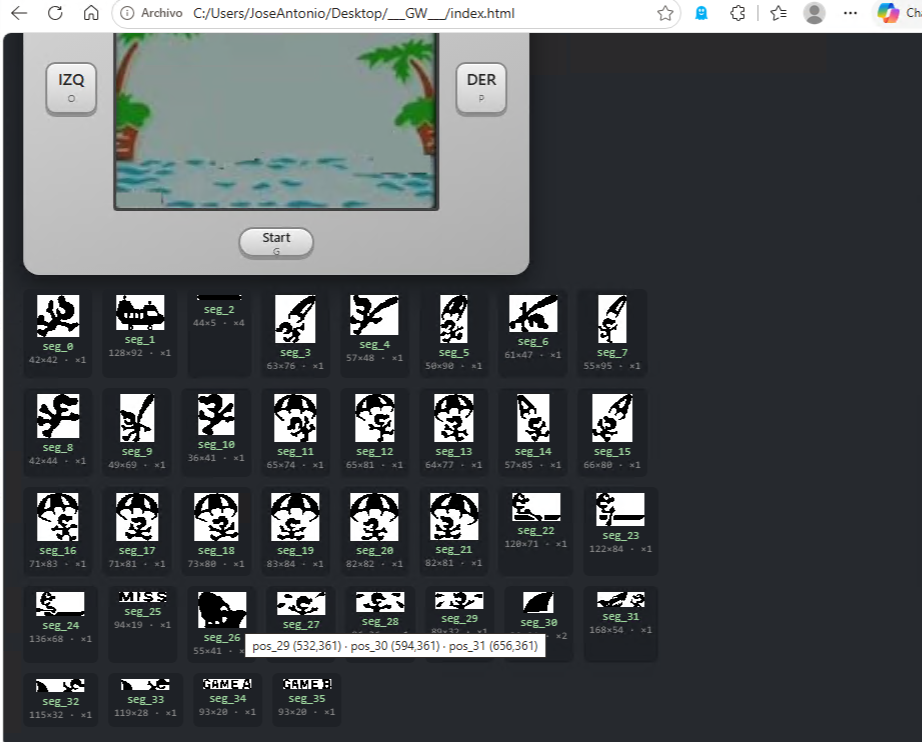 Archivo C:/Users/JoseAntonio/Desktop/___GW___/index.html
Cha
IZQ
O
DER
P
Start
G
seg_0
42×42 · ×1
seg_1
128×92 · ×1
seg_2
44×5 · ×4
seg_3
63×76 · ×1
seg_4
57×48 · ×1
seg_5
50×90 · ×1
seg_6
61×47 · ×1
seg_7
55×95 · ×1
seg_8
42×44 · ×1
seg_9
49×69 · ×1
seg_10
36×41 · ×1
seg_11
65×74 · ×1
seg_12
65×81 · ×1
seg_13
64×77 · ×1
seg_14
57×85 · ×1
seg_15
66×80 · ×1
seg_16
71×83 · ×1
seg_17
71×81 · ×1
seg_18
73×80 · ×1
seg_19
83×84 · ×1
seg_20
82×82 · ×1
seg_21
82×81 · ×1
seg_22
120×71 · ×1
seg_23
122×84 · ×1
seg_24
136×68 · ×1
MISS
seg_25
94×19 · ×1
seg_26
55×41 ·
seg_27
seg_28
seg_29
seg_30
×2
seg_31
168×54 · ×1
pos_29 (532,361) · pos_30 (594,361) · pos_31 (656,361)
seg_32
115×32 · ×1
seg_33
119×28 · ×1
GAME A
seg_34
93×20 · ×1
GAME B
seg_35
93×20 · ×1